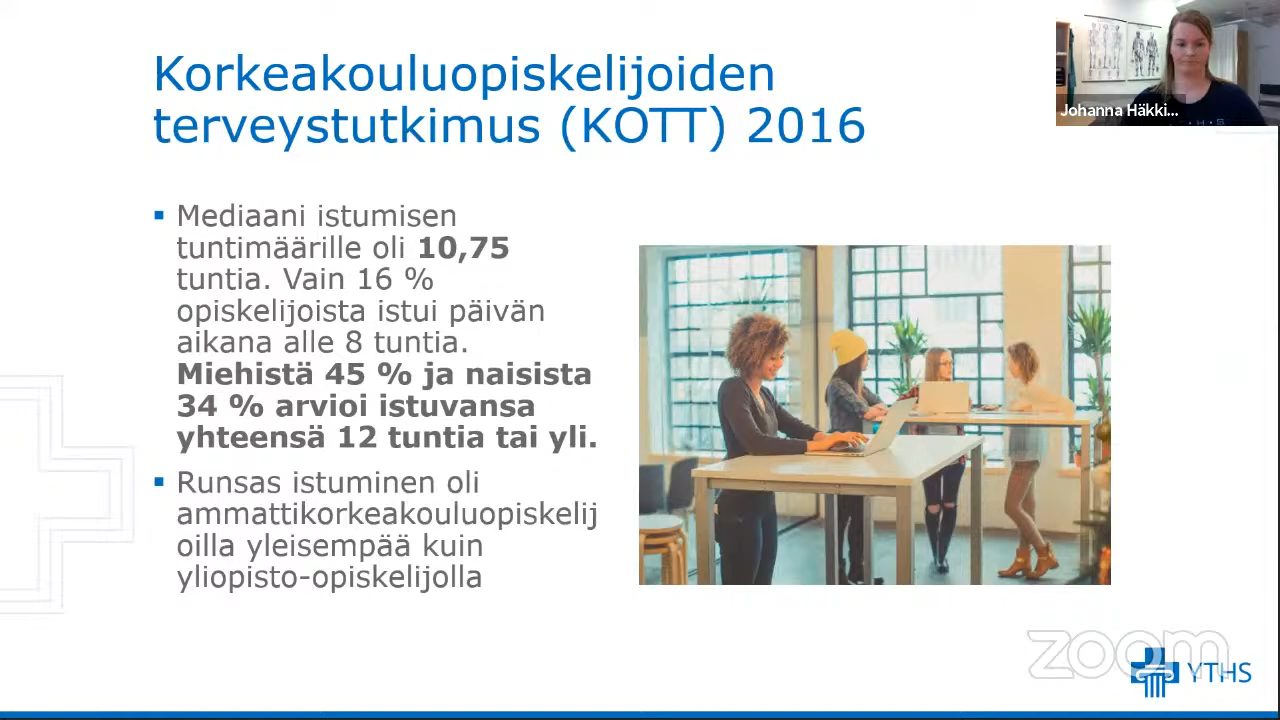 Korkeakouluopiskelijoiden
terveystutkimus (KOTT) 2016
Johanna Häkki...
Mediaani istumisen
tuntimäärille oli 10,75
tuntia. Vain 16 %
opiskelijoista istui päivän
aikana alle 8 tuntia.
Miehistä 45 % ja naisista
34 % arvioi istuvansa
yhteensä 12 tuntia tai yli.
Runsas istuminen oli
ammattikorkeakouluopiskelij
oilla yleisempää kuin
yliopisto-opiskelijolla
zoom
YTHS